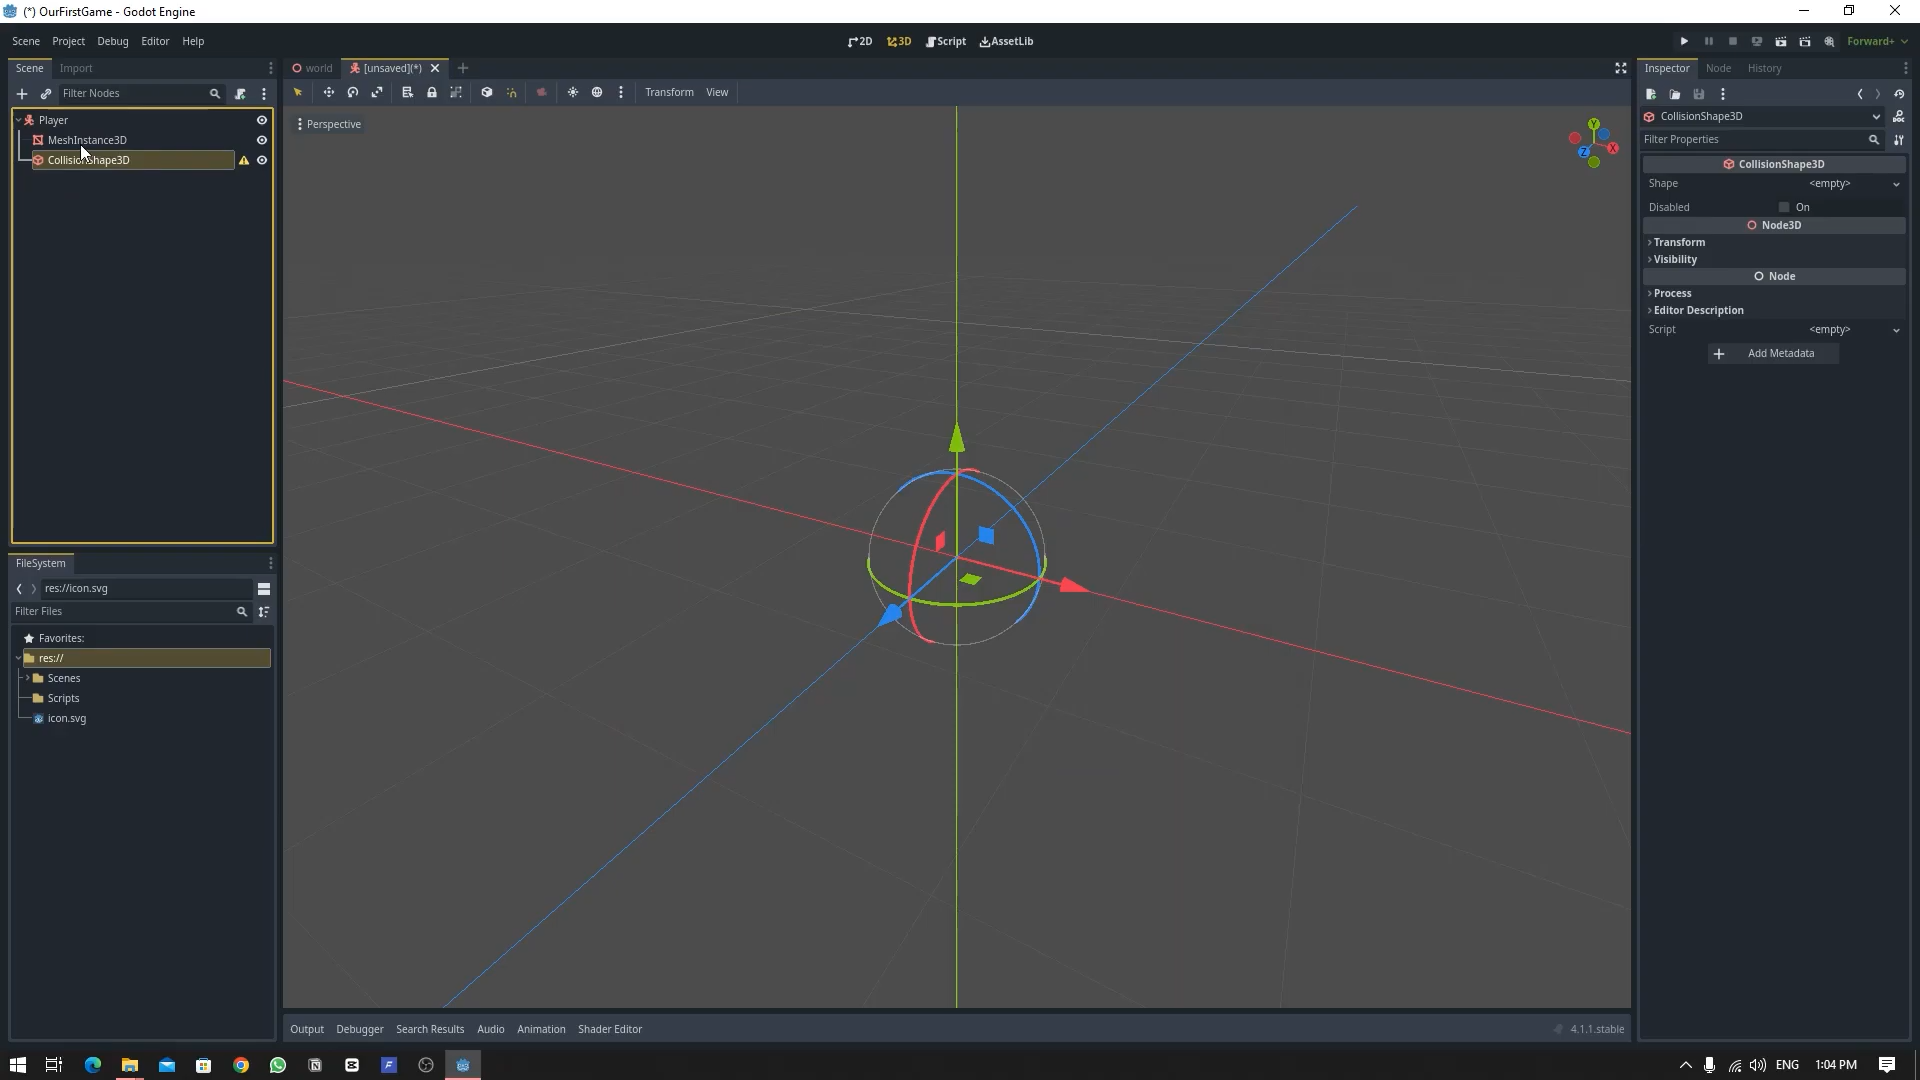 (*) OurFirstGame - Godot Engine
Scene Project Debug Editor Help
2D 3D Script AssetLib
Forward+
Scene Import
world [unsaved](*)
Inspector Node History
Filter Nodes
Transform View
Player
MeshInstance3D
CollisionShape3D
Perspective
Y
X
Z
CollisionShape3D
Filter Properties
CollisionShape3D
Shape <empty>
Disabled On
Node3D
Transform
Visibility
Node
Process
Editor Description
Script <empty>
Add Metadata
FileSystem
res://icon.svg
Filter Files
Favorites:
res://
Scenes
Scripts
icon.svg
Output Debugger Search Results Audio Animation Shader Editor
4.1.1.stable
ENG 1:04 PM